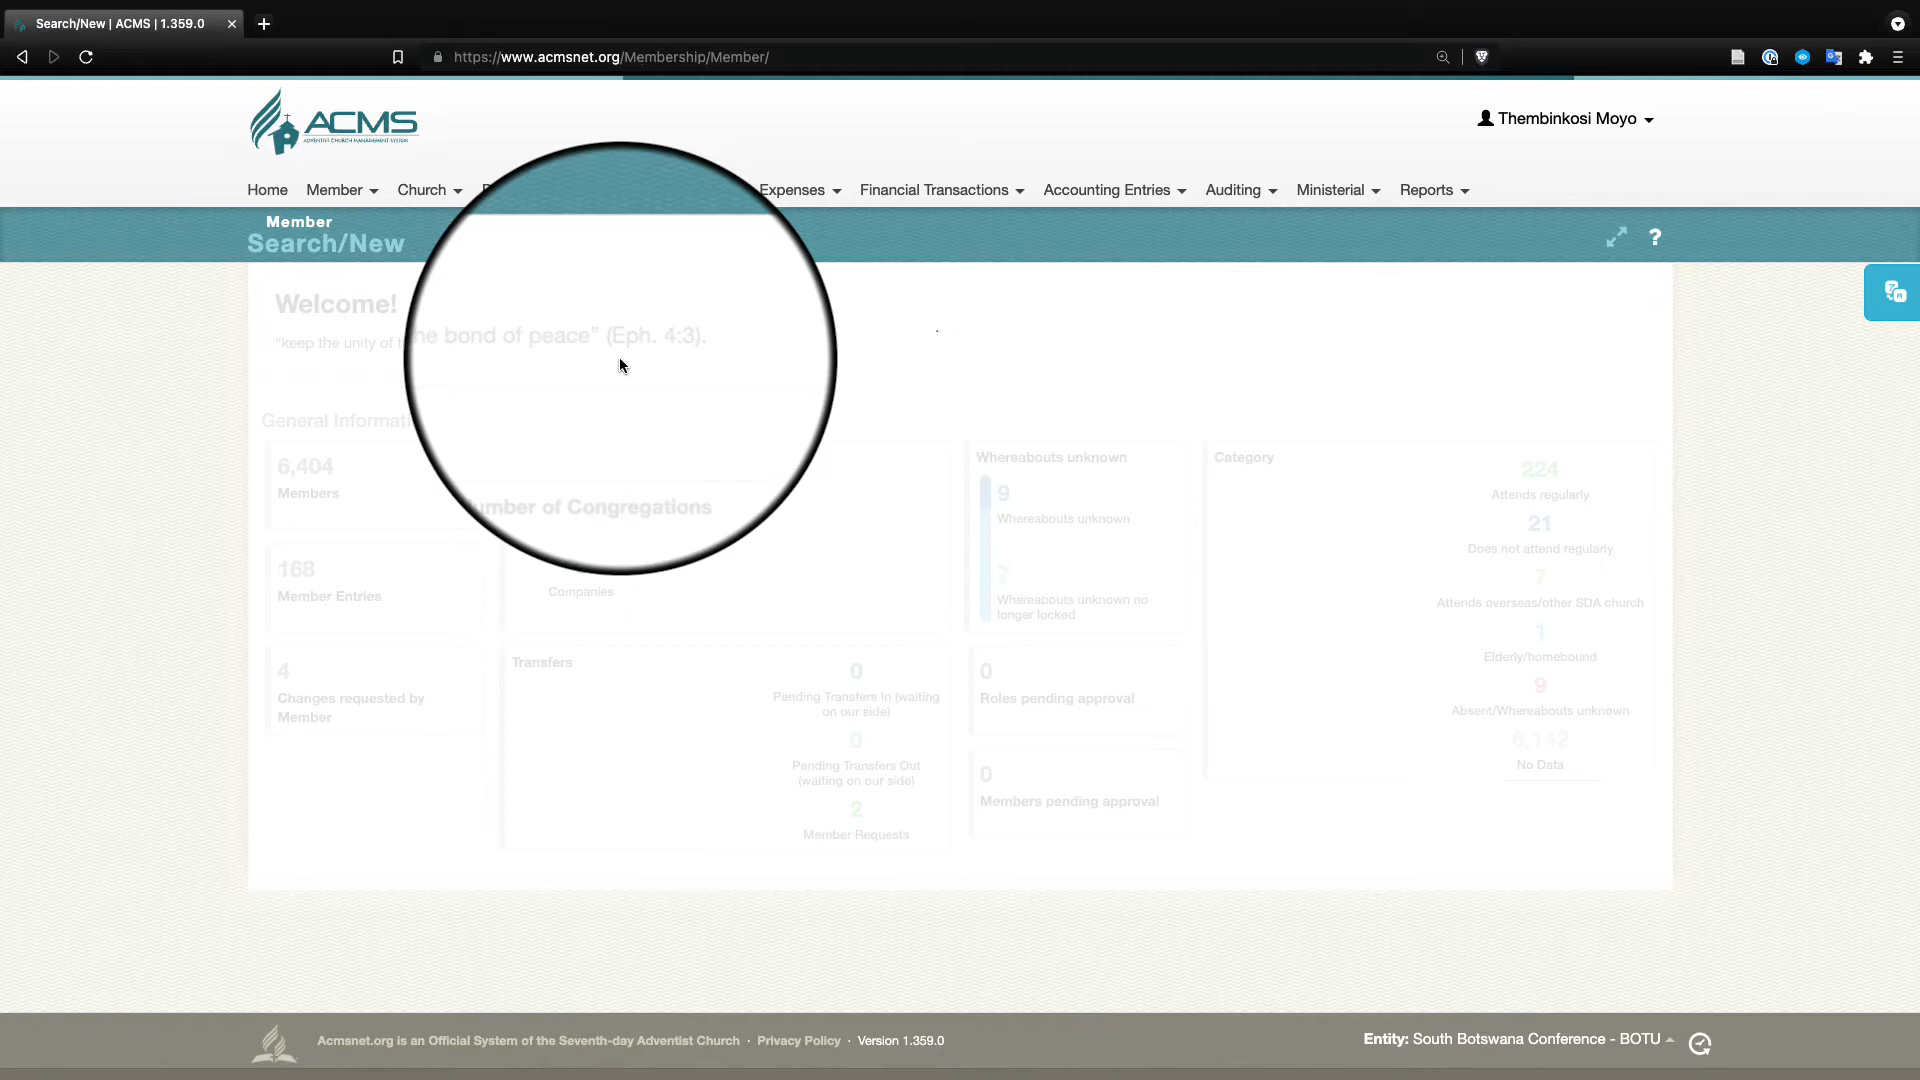 Search/New | ACMS | 1.359.0
https://www.acmsnet.org/Membership/Member/
ACMS
ADVENTIST CHURCH MANAGEMENT SYSTEM
Thembinkosi Moyo
Home Member Church Expenses Financial Transactions Accounting Entries Auditing Ministerial Reports
Member
Search/New
?
Welcome!
"keep the unity of
bond of peace" (Eph. 4:3).
General
6,404
Members
168
Member Entries
4
Changes requested by
Member
of Congregations
Companies
Transfers
0
Pending Transfers In (waiting
on our side)
0
Pending Transfers Out
(waiting on our side)
2
Member Requests
Whereabouts unknown
9
Whereabouts unknown
7
Whereabouts unknown no
longer locked
0
Roles pending approval
0
Members pending approval
Category
224
Attends regularly
21
Does not attend regularly
7
Attends overseas/other SDA church
1
Elderly/homebound
9
Absent/Whereabouts unknown
6,142
No Data
Acmsnet.org is an Official System of the Seventh-day Adventist Church · Privacy Policy · Version 1.359.0
Entity: South Botswana Conference - BOTU